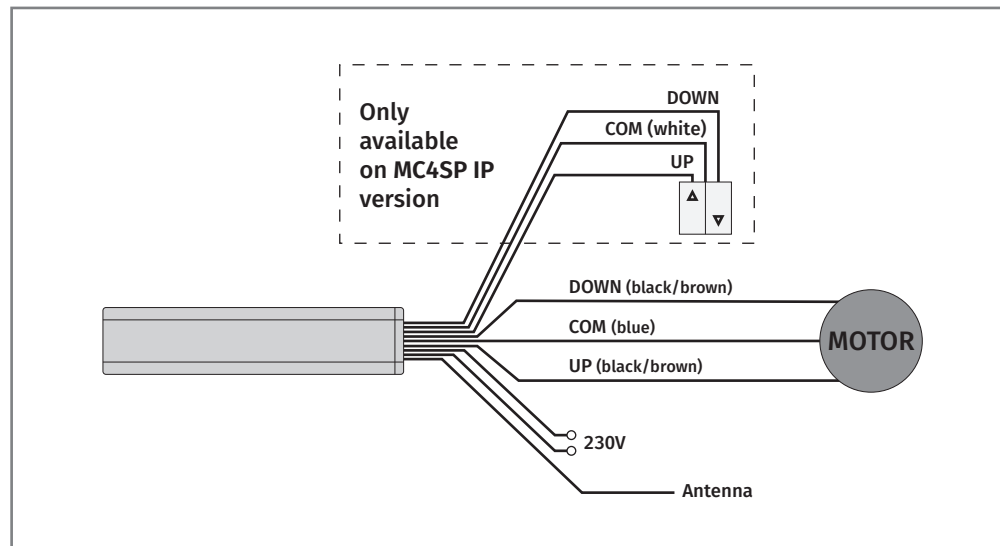 Only
available
on MC4SP IP
version
DOWN
COM (white)
UP
DOWN (black/brown)
COM (blue)
UP (black/brown)
MOTOR
230V
Antenna